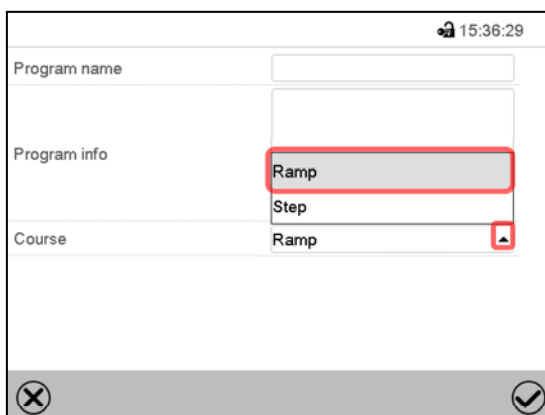 15:36:29
Program name
Program info
Ramp
Step
Course
Ramp